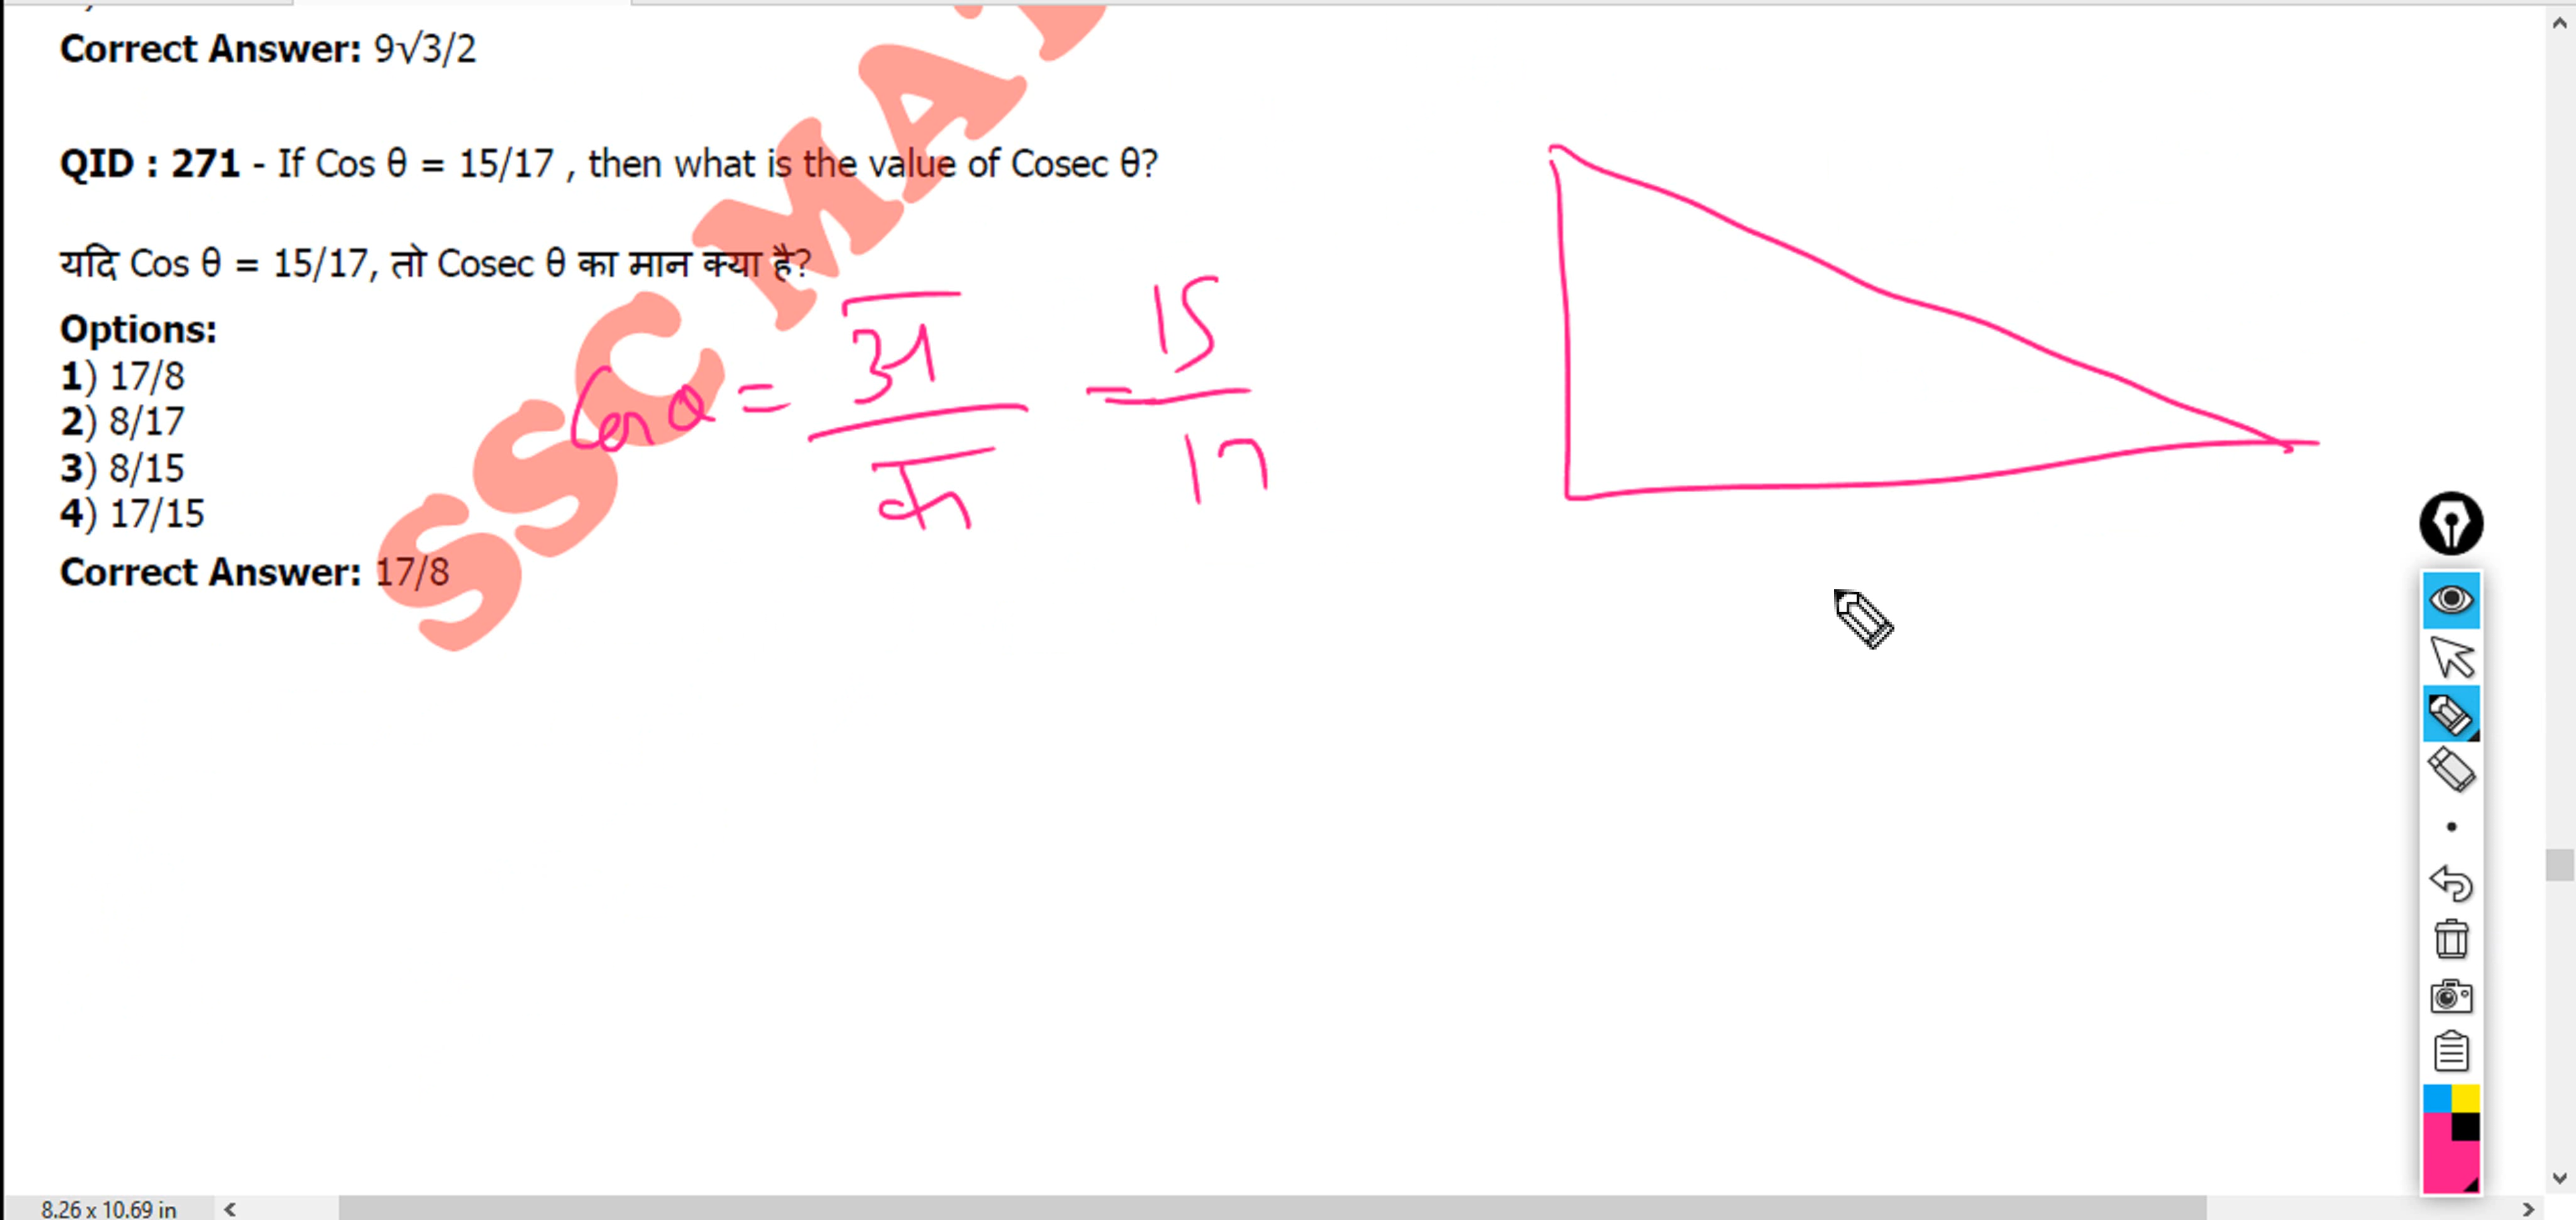 Correct Answer: 9√3/2
QID : 271 - If Cos θ = 15/17 , then what is the value of Cosec θ?
यदि Cos θ = 15/17, तो Cosec θ का मान क्या है?
Options:
1) 17/8
2) 8/17
3) 8/15
4) 17/15
Correct Answer: 17/8
Cos θ = अ/क = 15/17
SSC MA
8.26 x 10.69 in